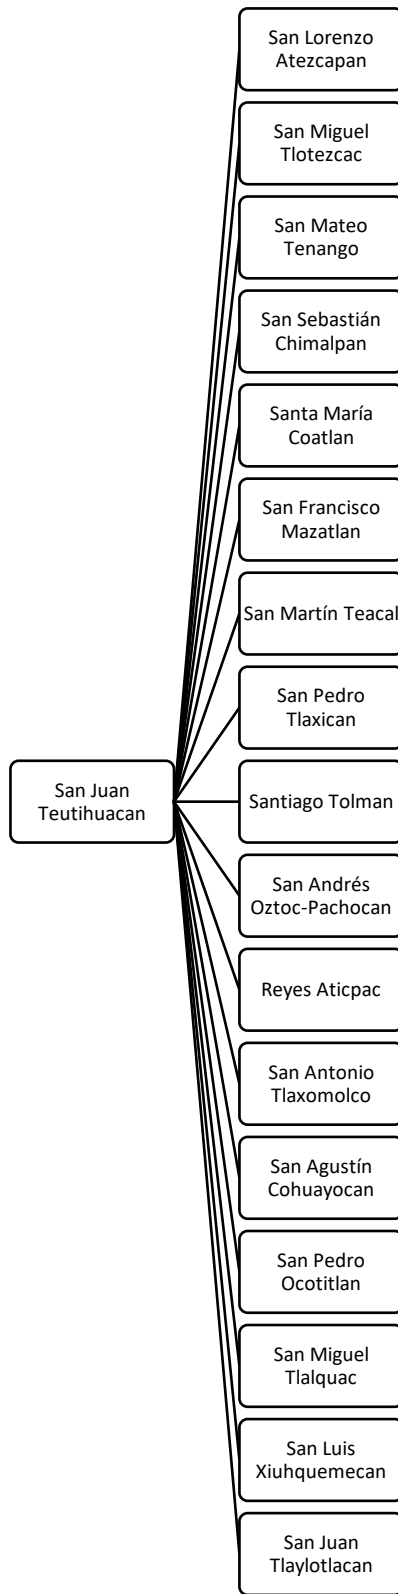 San Lorenzo
Atezcapan
San Miguel
Tlotezcac
San Mateo
Tenango
San Sebastián
Chimalpan
Santa María
Coatlan
San Francisco
Mazatlan
San Martín Teacal
San Pedro
Tlaxican
San Juan
Teutihuacan
Santiago Tolman
San Andrés
Oztoc-Pachocan
Reyes Aticpac
San Antonio
Tlaxomolco
San Agustín
Cohuayocan
San Pedro
Ocotitlan
San Miguel
Tlalquac
San Luis
Xiuhquemecan
San Juan
Tlaylotlacan